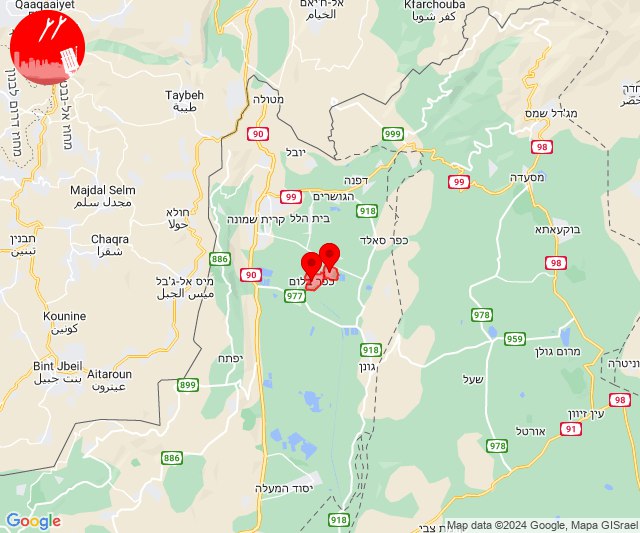 Qaaqaaiyet
אל-ח'יאם
الخيام
Kfarchouba
כפר שובא
Taybeh
طيبة
מטולה
90
999
מג'דל שמס
98
יובל
99
דפנה
99
מסעדה
הגושרים
Majdal Selm
محدل سلم
חולא
حولا
קרית שמונה
בית הלל
918
בוקעאתא
תבנין
تبنين
Chaqra
شقرا
כפר סאלד
886
98
90
מיס אל-ג'בל
ميس الجبل
977
978
Kounine
كونين
959
Bint Jbeil
بنت جبيل
Aitaroun
عيترون
יפתח
918
גונן
מרום גולן
899
שעל
98
עין זיוון
91
886
אורטל
978
יסוד המעלה
918
Google
Map data ©2024 Google, Mapa GISrael